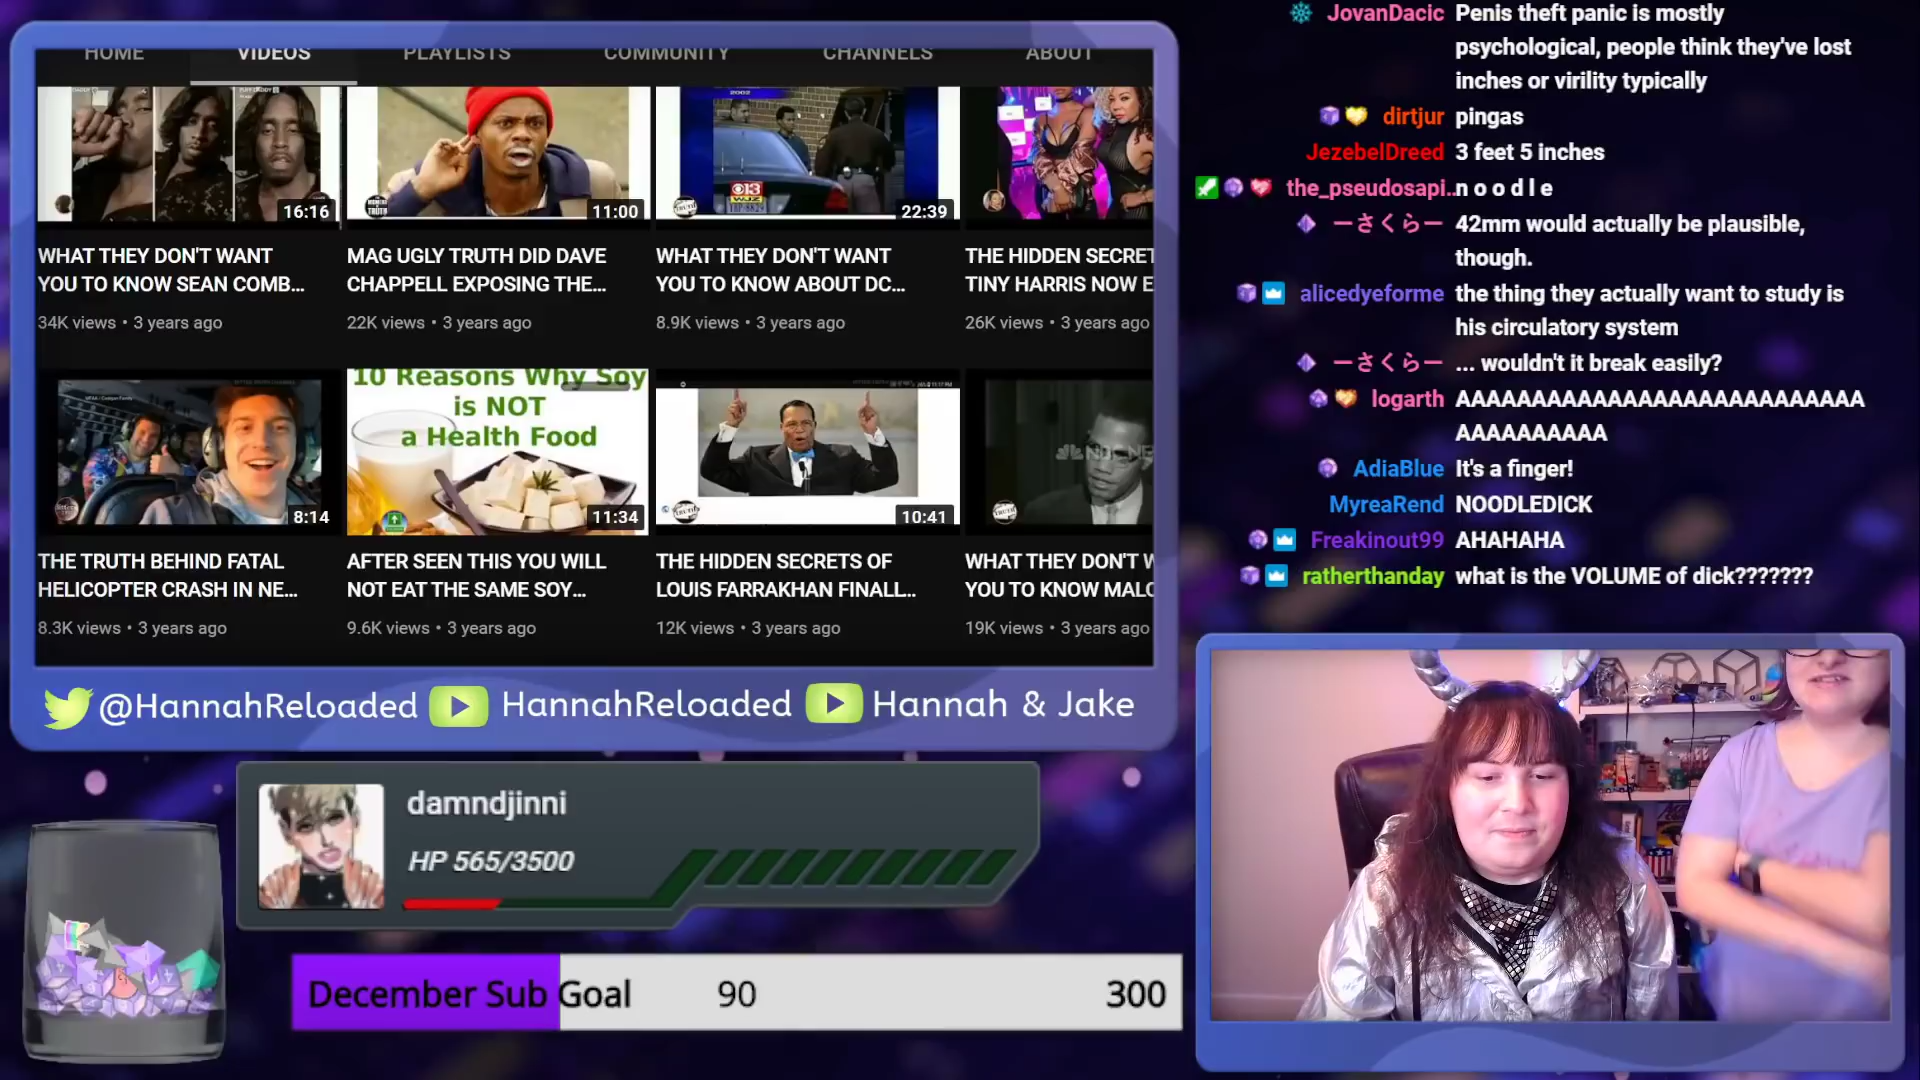 HOME VIDEOS PLAYLISTS COMMUNITY CHANNELS ABOUT
16:16
11:00
22:39
WHAT THEY DON'T WANT
YOU TO KNOW SEAN COMB...
34K views • 3 years ago
MAG UGLY TRUTH DID DAVE
CHAPPELL EXPOSING THE...
22K views • 3 years ago
WHAT THEY DON'T WANT
YOU TO KNOW ABOUT DC...
8.9K views • 3 years ago
THE HIDDEN SECRET
TINY HARRIS NOW E
26K views • 3 years ago
8:14
10 Reasons Why Soy
is NOT
a Health Food
11:34
10:41
THE TRUTH BEHIND FATAL
HELICOPTER CRASH IN NE...
8.3K views • 3 years ago
AFTER SEEN THIS YOU WILL
NOT EAT THE SAME SOY...
9.6K views • 3 years ago
THE HIDDEN SECRETS OF
LOUIS FARRAKHAN FINALL..
12K views • 3 years ago
WHAT THEY DON'T W
YOU TO KNOW MALC
19K views • 3 years ago
@HannahReloaded HannahReloaded Hannah & Jake
damndjinni
HP 565/3500
December Sub Goal 90 300
JovanDacic Penis theft panic is mostly
psychological, people think they've lost
inches or virility typically
dirtjur pingas
JezebelDreed 3 feet 5 inches
the_pseudosapi.. n o o d l e
ーさくらー 42mm would actually be plausible,
though.
alicedyeforme the thing they actually want to study is
his circulatory system
ーさくらー ... wouldn't it break easily?
logarth AAAAAAAAAAAAAAAAAAAAAAAAAAA
AAAAAAAAAA
AdiaBlue It's a finger!
MyreaRend NOODLEDICK
Freakinout99 AHAHAHA
ratherthanday what is the VOLUME of dick???????